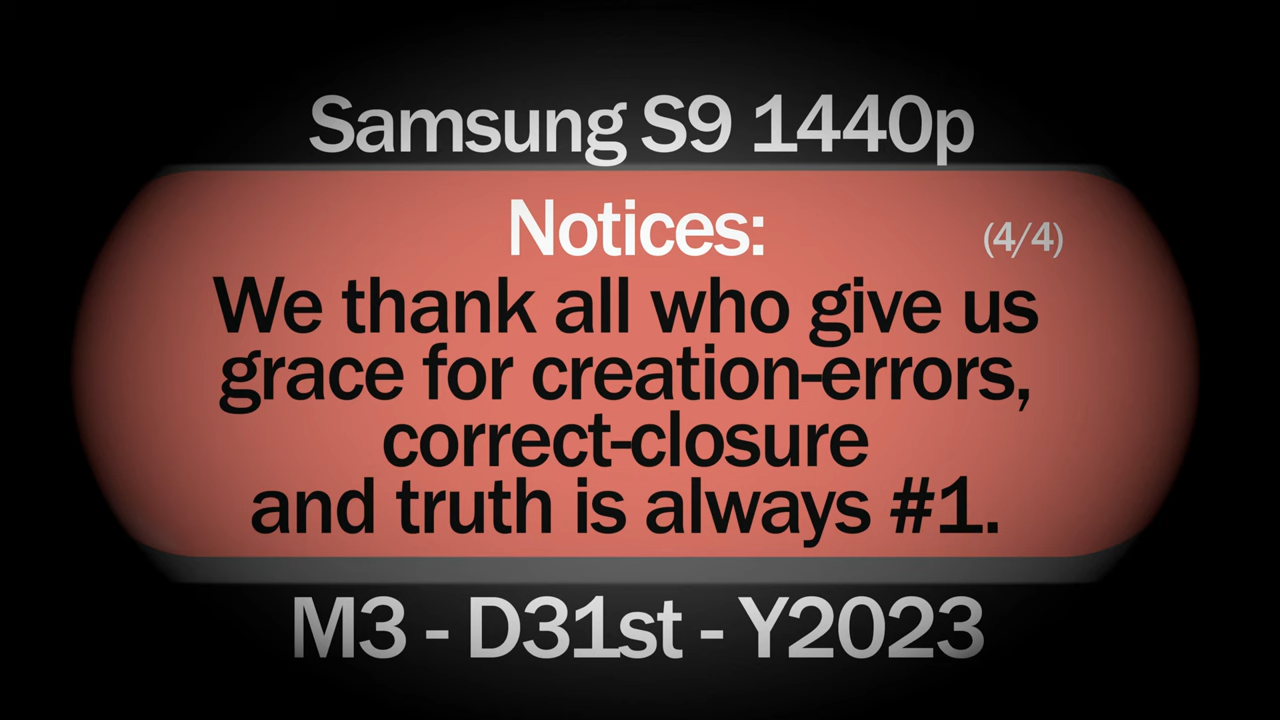 Samsung S9 1440p
Notices:
(4/4)
We thank all who give us
grace for creation-errors,
correct-closure
and truth is always #1.
M3 - D31st - Y2023